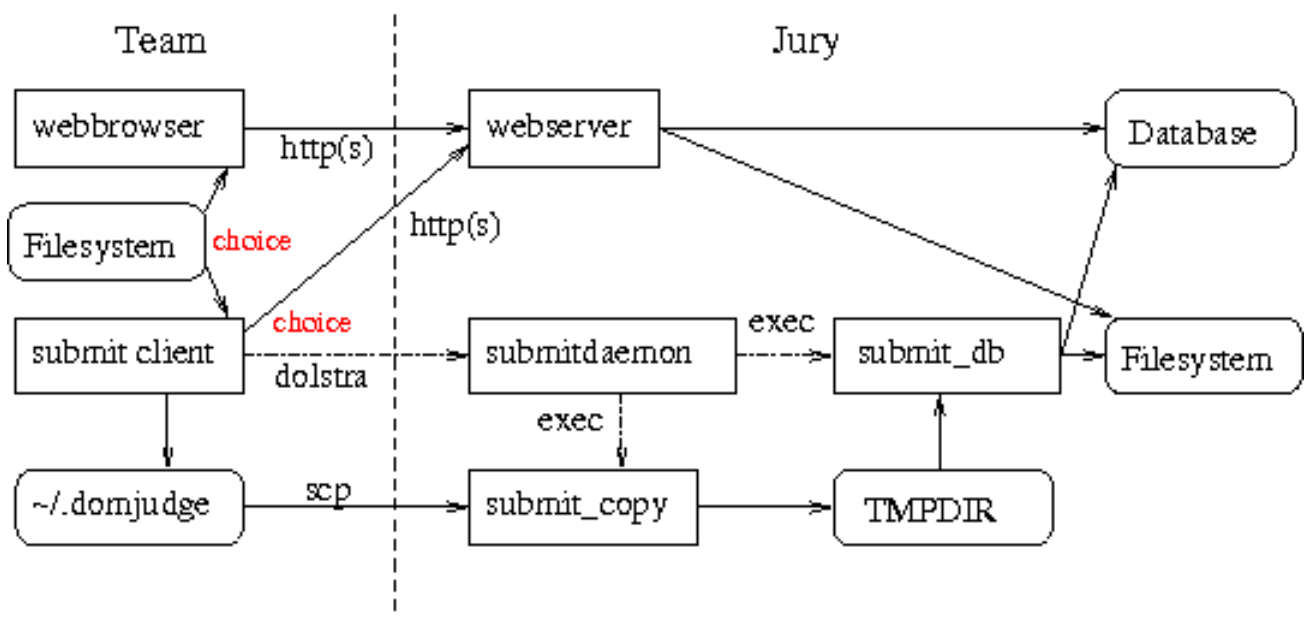 Team
Jury
webbrowser
http(s)
webserver
Database
Filesystem
choice
http(s)
submit client
choice
dolstra
submitdaemon
exec
submit_db
Filesystem
exec
~/.domjudge
scp
submit_copy
TMPDIR